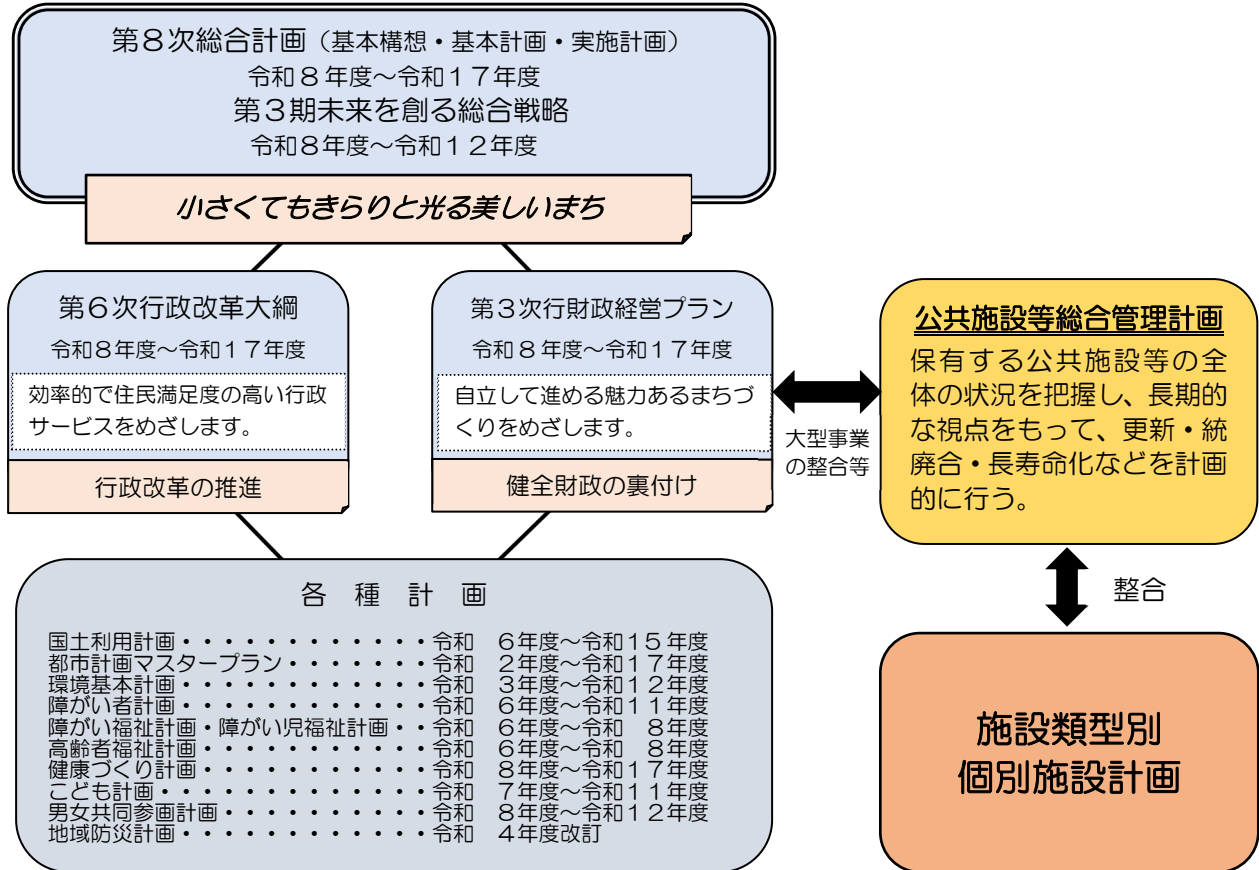 第8次総合計画（基本構想・基本計画・実施計画）
令和８年度～令和１７年度
第３期未来を創る総合戦略
令和８年度～令和１２年度
小さくてもきらりと光る美しいまち
第６次行政改革大綱
令和８年度～令和１７年度
効率的で住民満足度の高い行政
サービスをめざします。
行政改革の推進
第３次行財政経営プラン
令和８年度～令和１７年度
自立して進める魅力あるまちづ
くりをめざします。
健全財政の裏付け
大型事業
の整合等
公共施設等総合管理計画
保有する公共施設等の全
体の状況を把握し、長期的
な視点をもって、更新・統
廃合・長寿命化などを計画
的に行う。
整合
施設類型別
個別施設計画
各　種　計　画
国土利用計画・・・・・・・・・・・・令和　６年度～令和１５年度
都市計画マスタープラン・・・・・・・令和　２年度～令和１７年度
環境基本計画・・・・・・・・・・・・令和　３年度～令和１２年度
障がい者計画・・・・・・・・・・・・令和　６年度～令和１１年度
障がい福祉計画・障がい児福祉計画・・令和　６年度～令和　８年度
高齢者福祉計画・・・・・・・・・・・令和　６年度～令和　８年度
健康づくり計画・・・・・・・・・・・令和　８年度～令和１７年度
こども計画・・・・・・・・・・・・・令和　７年度～令和１１年度
男女共同参画計画・・・・・・・・・・令和　８年度～令和１２年度
地域防災計画・・・・・・・・・・・・令和　４年度改訂